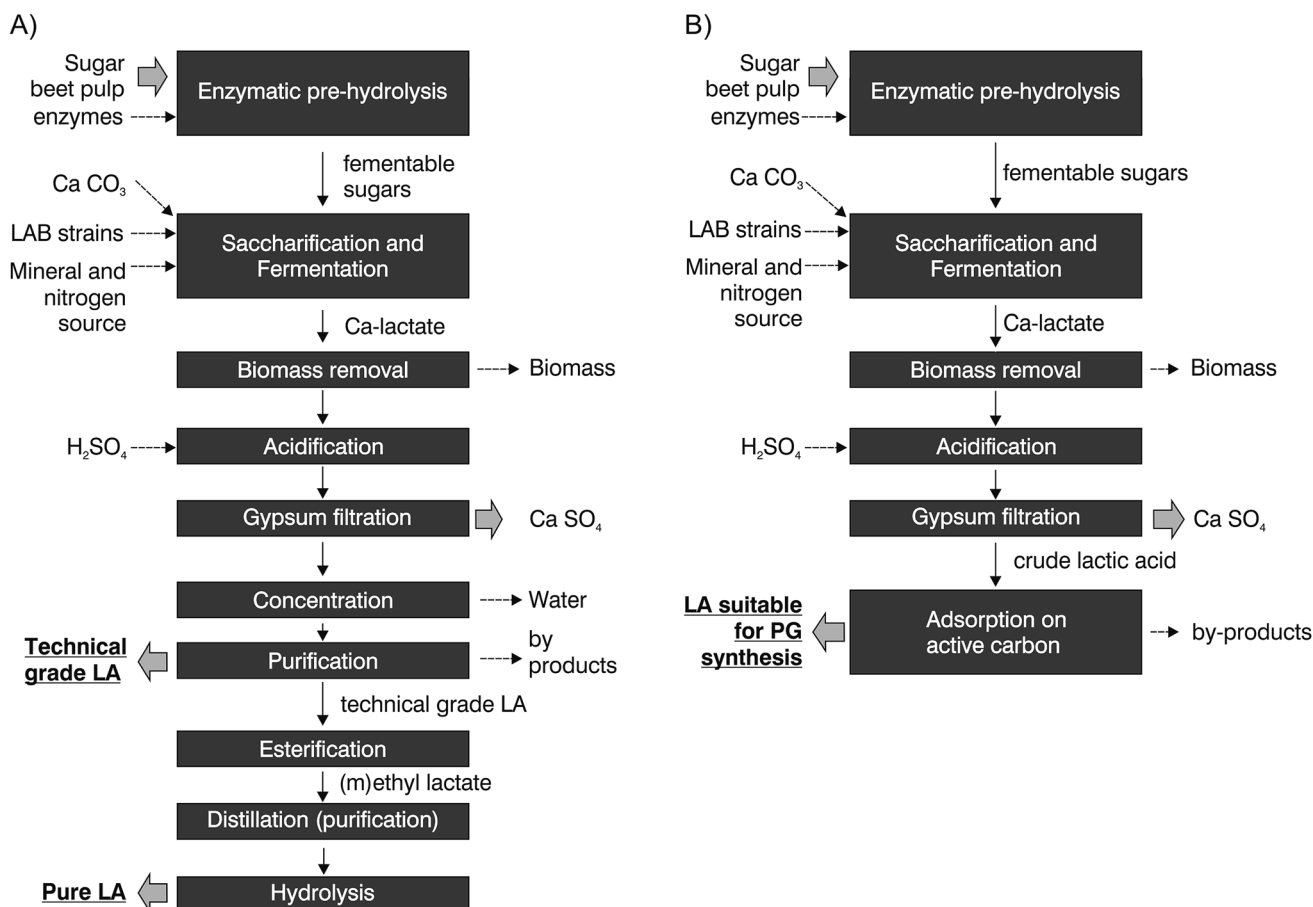 A)
Sugar
beet pulp
enzymes
Enzymatic pre-hydrolysis
fementable
sugars
Ca CO₃
LAB strains
Mineral and
nitrogen
source
Saccharification and
Fermentation
Ca-lactate
Biomass removal
Biomass
H₂SO₄
Acidification
Gypsum filtration
Ca SO₄
Concentration
Water
Technical
grade LA
Purification
by
products
technical grade LA
Esterification
(m)ethyl lactate
Distillation (purification)
Pure LA
Hydrolysis
B)
Sugar
beet pulp
enzymes
Enzymatic pre-hydrolysis
fementable sugars
Ca CO₃
LAB strains
Mineral and
nitrogen
source
Saccharification and
Fermentation
Ca-lactate
Biomass removal
Biomass
H₂SO₄
Acidification
Gypsum filtration
Ca SO₄
crude lactic acid
LA suitable
for PG
synthesis
Adsorption on
active carbon
by-products